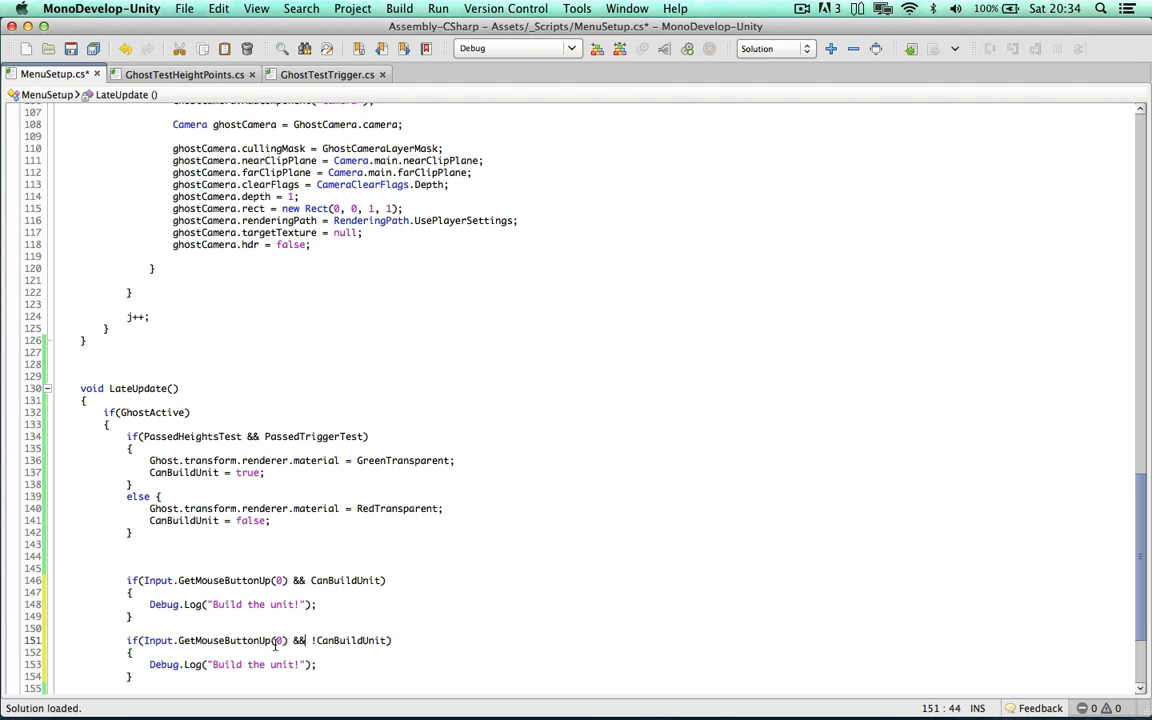 MonoDevelop-Unity File Edit View Search Project Build Run Version Control Tools Window Help 3 100% Sat 20:34
Assembly-CSharp - Assets/_Scripts/MenuSetup.cs* - MonoDevelop-Unity
Debug Solution
MenuSetup.cs* × GhostTestHeightPoints.cs × GhostTestTrigger.cs ×
MenuSetup > LateUpdate ()
107
108 Camera ghostCamera = GhostCamera.camera;
109
110 ghostCamera.cullingMask = GhostCameraLayerMask;
111 ghostCamera.nearClipPlane = Camera.main.nearClipPlane;
112 ghostCamera.farClipPlane = Camera.main.farClipPlane;
113 ghostCamera.clearFlags = CameraClearFlags.Depth;
114 ghostCamera.depth = 1;
115 ghostCamera.rect = new Rect(0, 0, 1, 1);
116 ghostCamera.renderingPath = RenderingPath.UsePlayerSettings;
117 ghostCamera.targetTexture = null;
118 ghostCamera.hdr = false;
119
120 }
121
122 }
123
124 j++;
125 }
126 }
127
128
129
130 void LateUpdate()
131 {
132 if(GhostActive)
133 {
134 if(PassedHeightsTest && PassedTriggerTest)
135 {
136 Ghost.transform.renderer.material = GreenTransparent;
137 CanBuildUnit = true;
138 }
139 else {
140 Ghost.transform.renderer.material = RedTransparent;
141 CanBuildUnit = false;
142 }
143
144
145
146 if(Input.GetMouseButtonUp(0) && CanBuildUnit)
147 {
148 Debug.Log("Build the unit!");
149 }
150
151 if(Input.GetMouseButtonUp(0) && !CanBuildUnit)
152 {
153 Debug.Log("Build the unit!");
154 }
155
Solution loaded. 151 : 44 INS Feedback 0 0